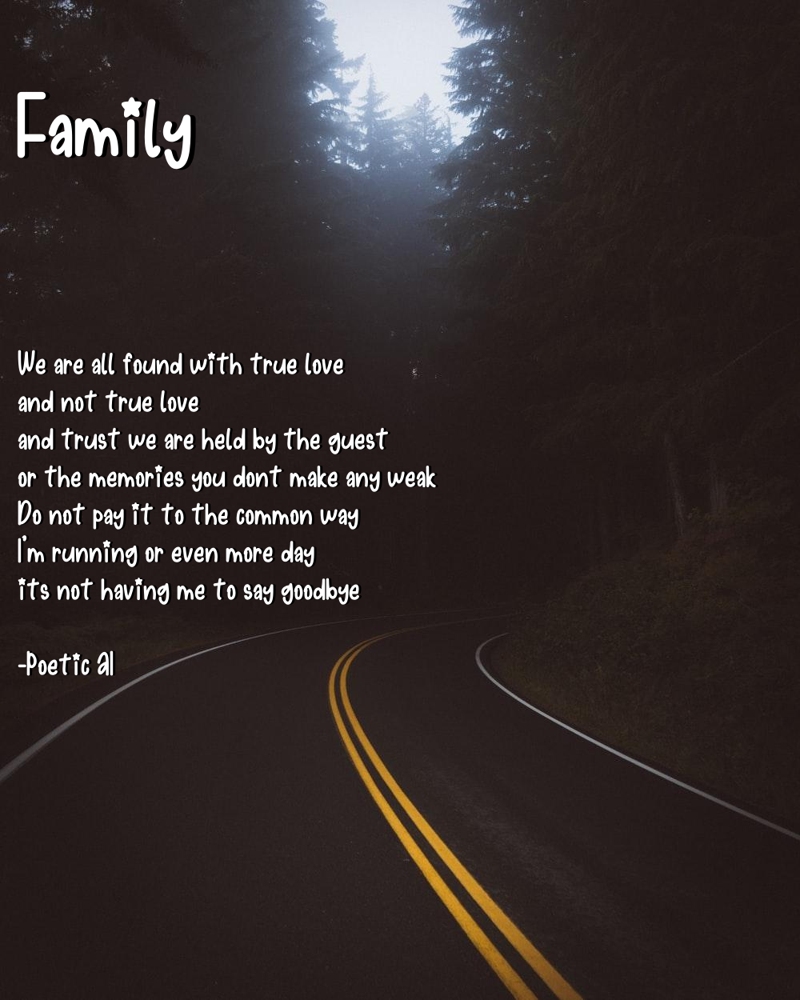 Family
We are all found with true love
and not true love
and trust we are held by the guest
or the memories you dont make any weak
Do not pay it to the common way
I'm running or even more day
its not having me to say goodbye
-Poetic Al